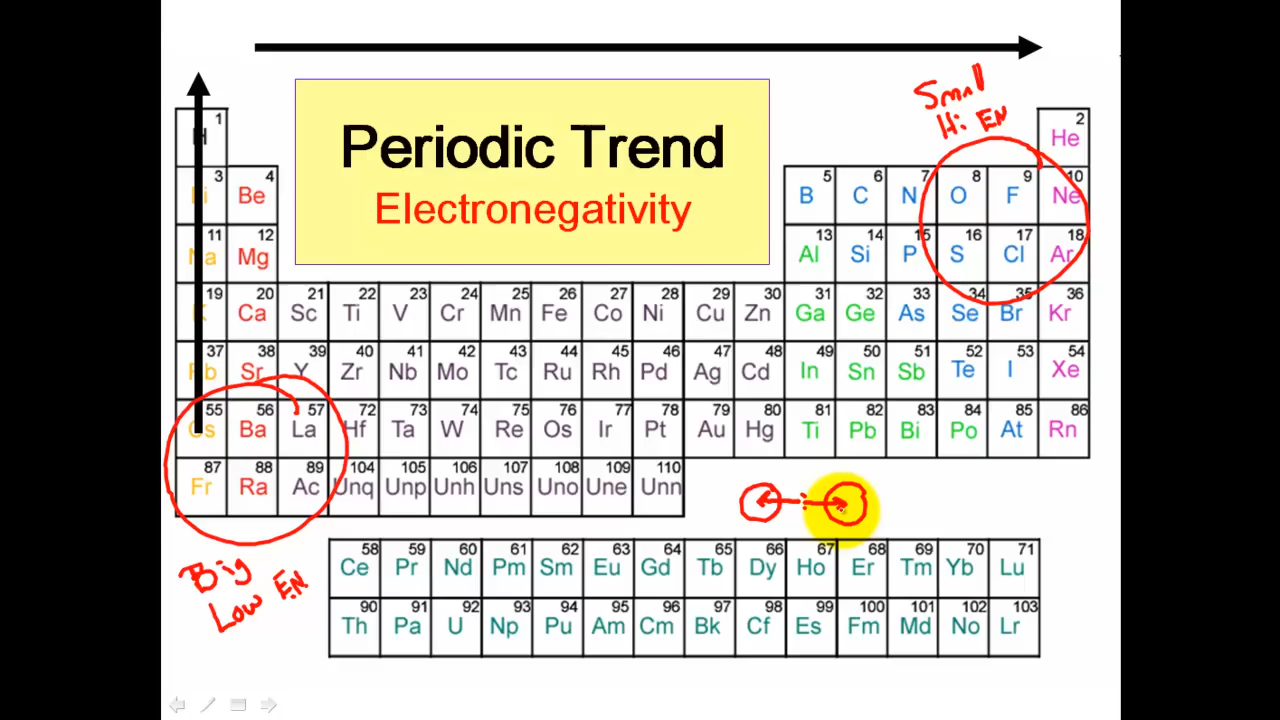 Small
Hi EN
1 2
H He
Periodic Trend
3 4 5 6 7 8 9 10
Li Be B C N O F Ne
Electronegativity
11 12 13 14 15 16 17 18
Na Mg Al Si P S Cl Ar
19 20 21 22 23 24 25 26 27 28 29 30 31 32 33 34 35 36
K Ca Sc Ti V Cr Mn Fe Co Ni Cu Zn Ga Ge As Se Br Kr
37 38 39 40 41 42 43 44 45 46 47 48 49 50 51 52 53 54
Rb Sr Y Zr Nb Mo Tc Ru Rh Pd Ag Cd In Sn Sb Te I Xe
55 56 57 72 73 74 75 76 77 78 79 80 81 82 83 84 85 86
Cs Ba La Hf Ta W Re Os Ir Pt Au Hg Ti Pb Bi Po At Rn
87 88 89 104 105 106 107 108 109 110
Fr Ra Ac Unq Unp Unh Uns Uno Une Unn
Big
Low EN
58 59 60 61 62 63 64 65 66 67 68 69 70 71
Ce Pr Nd Pm Sm Eu Gd Tb Dy Ho Er Tm Yb Lu
90 91 92 93 94 95 96 97 98 99 100 101 102 103
Th Pa U Np Pu Am Cm Bk Cf Es Fm Md No Lr